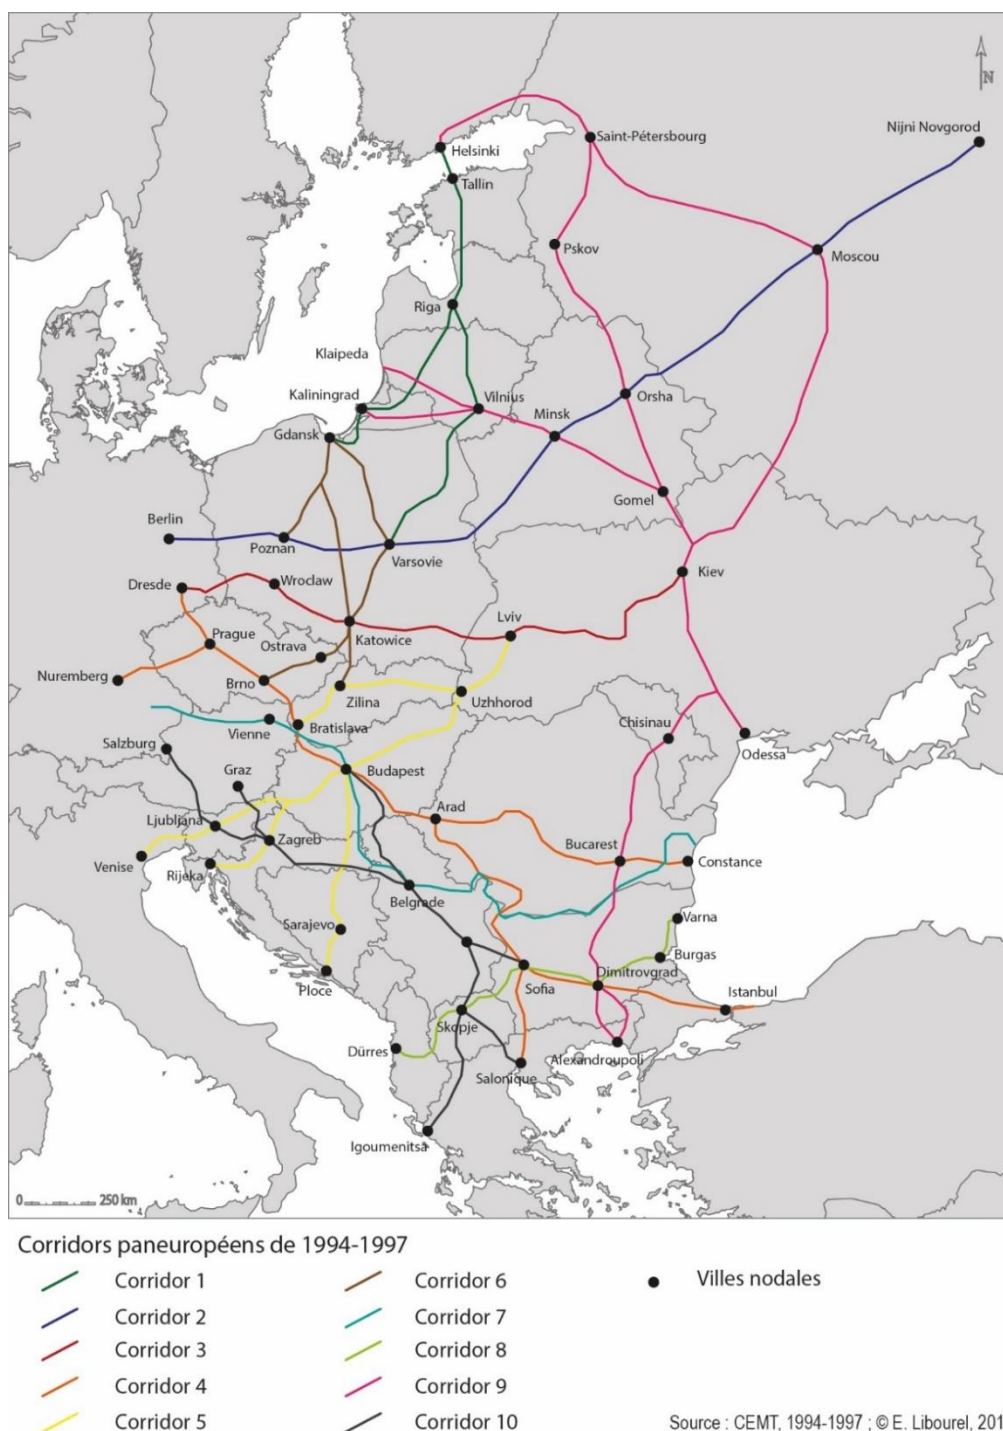 N
Nijni Novgorod
Saint-Pétersbourg
Helsinki
Tallin
Pskov
Moscou
Riga
Klaipeda
Kaliningrad
Vilnius
Minsk
Orsha
Gdansk
Gomel
Berlin
Poznan
Varsovie
Kiev
Dresde
Wroclaw
Lviv
Prague
Ostrava
Katowice
Nuremberg
Brno
Zilina
Uzhhorod
Chisinau
Vienne
Bratislava
Salzburg
Odessa
Budapest
Graz
Arad
Ljubljana
Zagreb
Bucarest
Constance
Venise
Rijeka
Belgrade
Varna
Sarajevo
Burgas
Dimitrovgrad
Ploce
Sofia
Istanbul
Skopje
Dürres
Alexandroupoli
Salonique
Igoumenitsa
0 250 km
Corridors paneuropéens de 1994-1997
Corridor 1
Corridor 6
Villes nodales
Corridor 2
Corridor 7
Corridor 3
Corridor 8
Corridor 4
Corridor 9
Corridor 5
Corridor 10
Source : CEMT, 1994-1997 ; © E. Libourel, 201